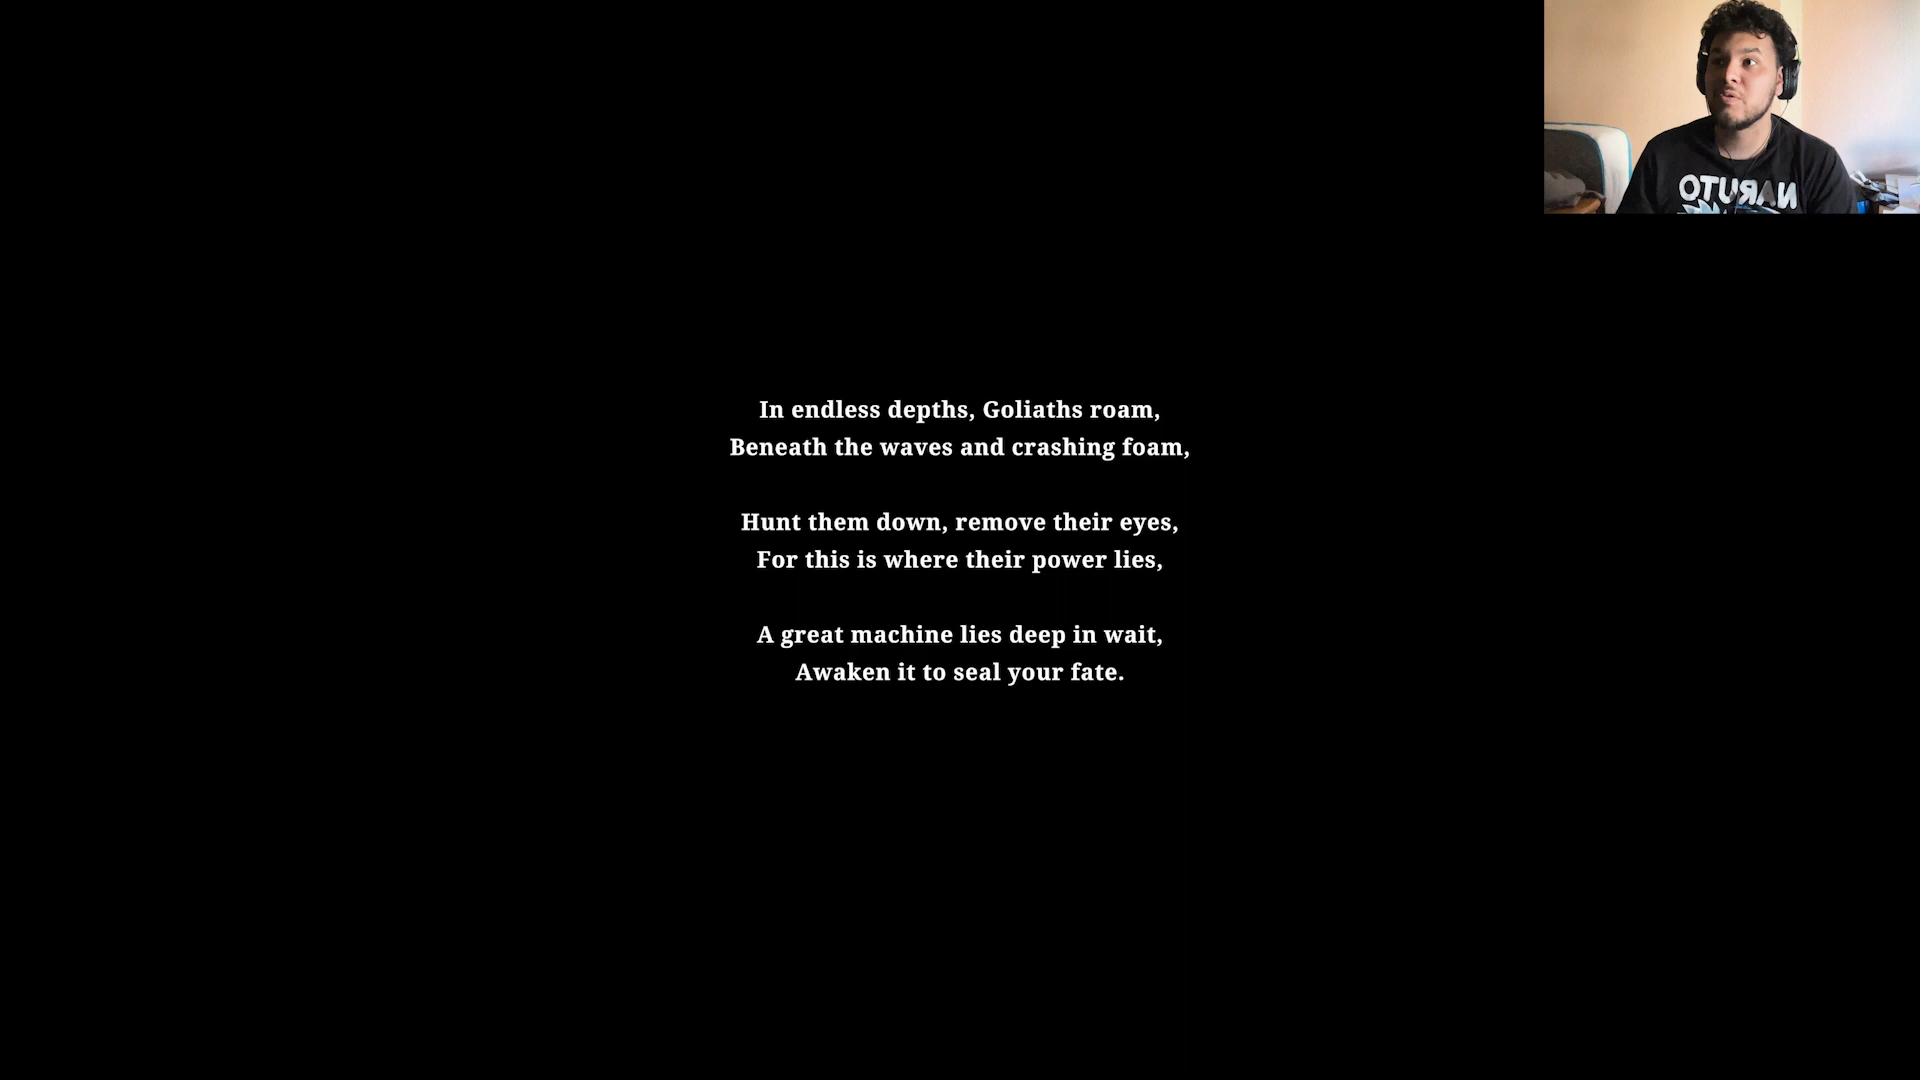 In endless depths, Goliaths roam,
Beneath the waves and crashing foam,
Hunt them down, remove their eyes,
For this is where their power lies,
A great machine lies deep in wait,
Awaken it to seal your fate.
NARUTO